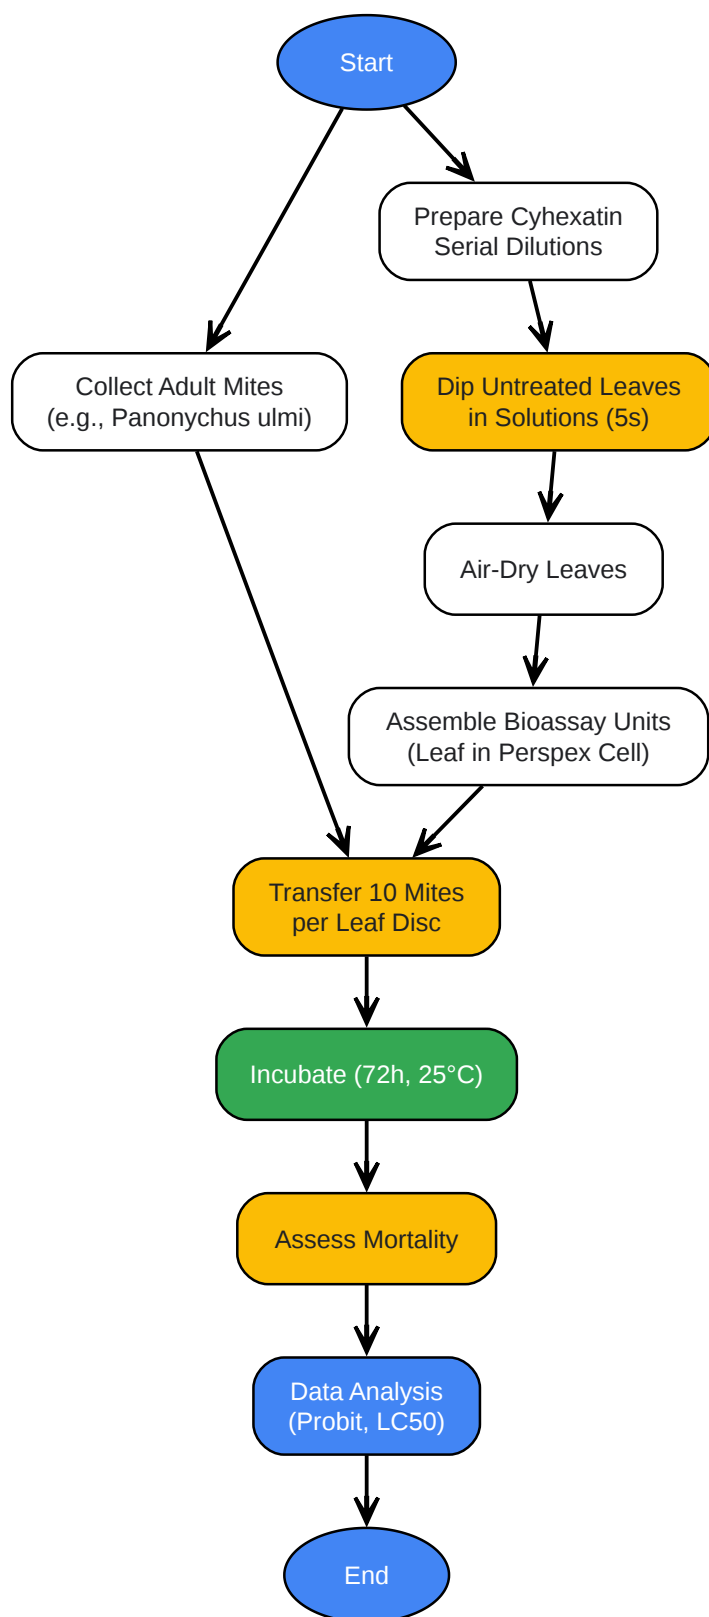 Start
Prepare Cyhexatin
Serial Dilutions
Collect Adult Mites
(e.g., Panonychus ulmi)
Dip Untreated Leaves
in Solutions (5s)
Air-Dry Leaves
Assemble Bioassay Units
(Leaf in Perspex Cell)
Transfer 10 Mites
per Leaf Disc
Incubate (72h, 25°C)
Assess Mortality
Data Analysis
(Probit, LC50)
End